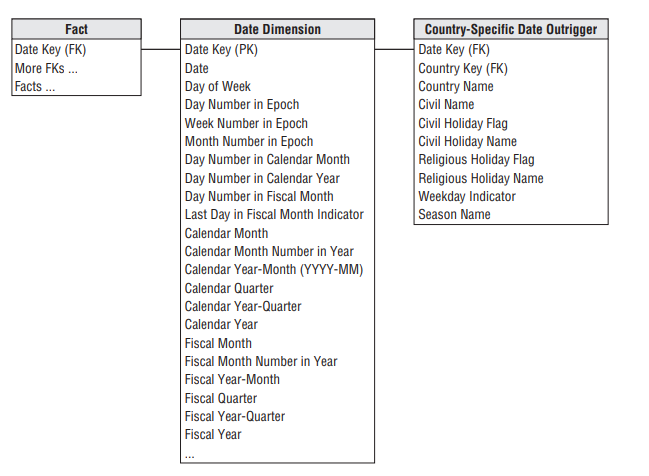 Fact
Date Key (FK)
More FKs ...
Facts ...
Date Dimension
Date Key (PK)
Date
Day of Week
Day Number in Epoch
Week Number in Epoch
Month Number in Epoch
Day Number in Calendar Month
Day Number in Calendar Year
Day Number in Fiscal Month
Last Day in Fiscal Month Indicator
Calendar Month
Calendar Month Number in Year
Calendar Year-Month (YYYY-MM)
Calendar Quarter
Calendar Year-Quarter
Calendar Year
Fiscal Month
Fiscal Month Number in Year
Fiscal Year-Month
Fiscal Quarter
Fiscal Year-Quarter
Fiscal Year
...
Country-Specific Date Outrigger
Date Key (FK)
Country Key (FK)
Country Name
Civil Name
Civil Holiday Flag
Civil Holiday Name
Religious Holiday Flag
Religious Holiday Name
Weekday Indicator
Season Name